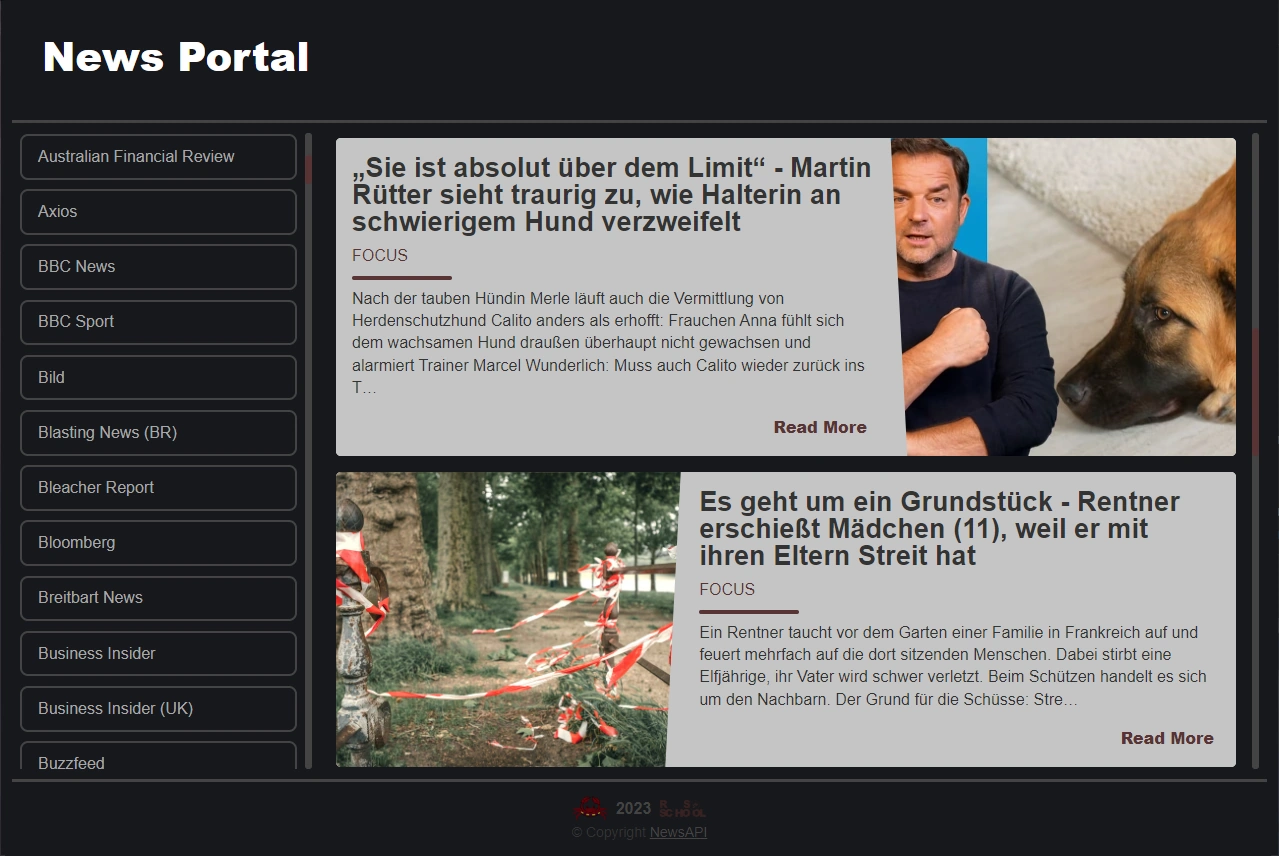 News Portal
Australian Financial Review
Axios
BBC News
BBC Sport
Bild
Blasting News (BR)
Bleacher Report
Bloomberg
Breitbart News
Business Insider
Business Insider (UK)
Buzzfeed
„Sie ist absolut über dem Limit“ - Martin
Rütter sieht traurig zu, wie Halterin an
schwierigem Hund verzweifelt
FOCUS
Nach der tauben Hündin Merle läuft auch die Vermittlung von
Herdenschutzhund Calito anders als erhofft: Frauchen Anna fühlt sich
dem wachsamen Hund draußen überhaupt nicht gewachsen und
alarmiert Trainer Marcel Wunderlich: Muss auch Calito wieder zurück ins
T…
Read More
Es geht um ein Grundstück - Rentner
erschießt Mädchen (11), weil er mit
ihren Eltern Streit hat
FOCUS
Ein Rentner taucht vor dem Garten einer Familie in Frankreich auf und
feuert mehrfach auf die dort sitzenden Menschen. Dabei stirbt eine
Elfjährige, ihr Vater wird schwer verletzt. Beim Schützen handelt es sich
um den Nachbarn. Der Grund für die Schüsse: Stre…
Read More
2023 RS SCHOOL
© Copyright NewsAPI